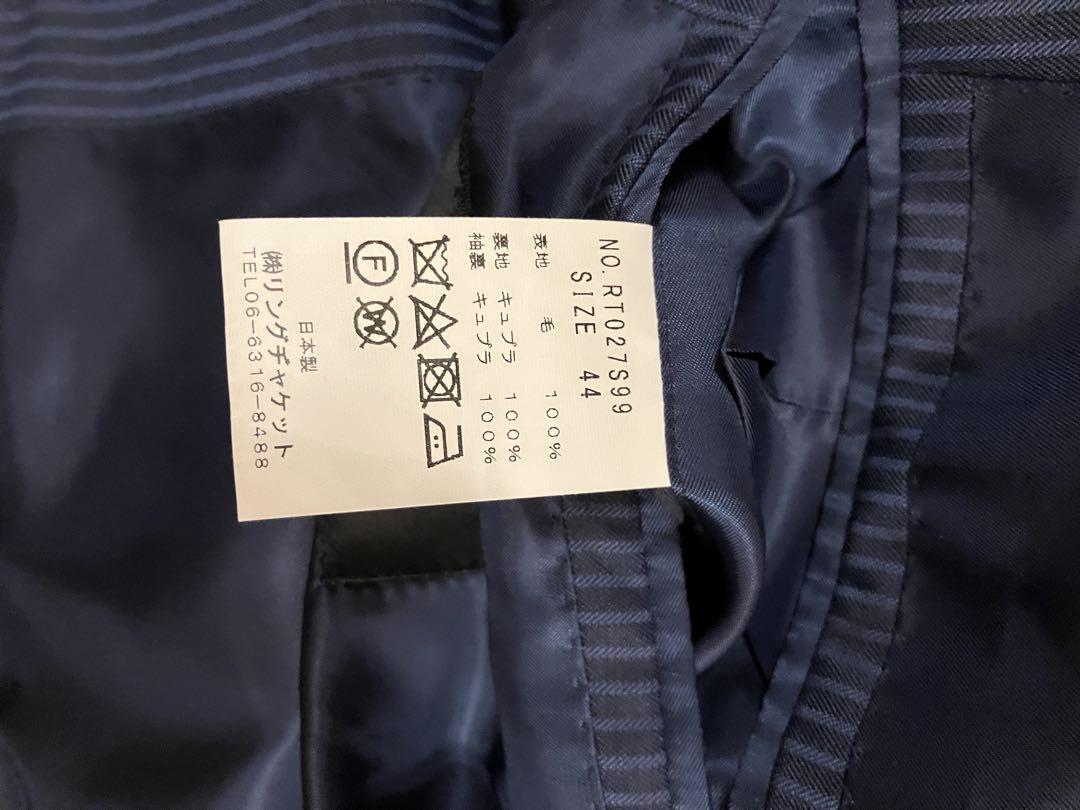 NO.RT027S99
SIZE 44
表地 毛 100%
裏地 キュプラ 100%
袖裏 キュプラ 100%
F
W
日本製
㈱リングヂャケット
TEL06-6316-8488